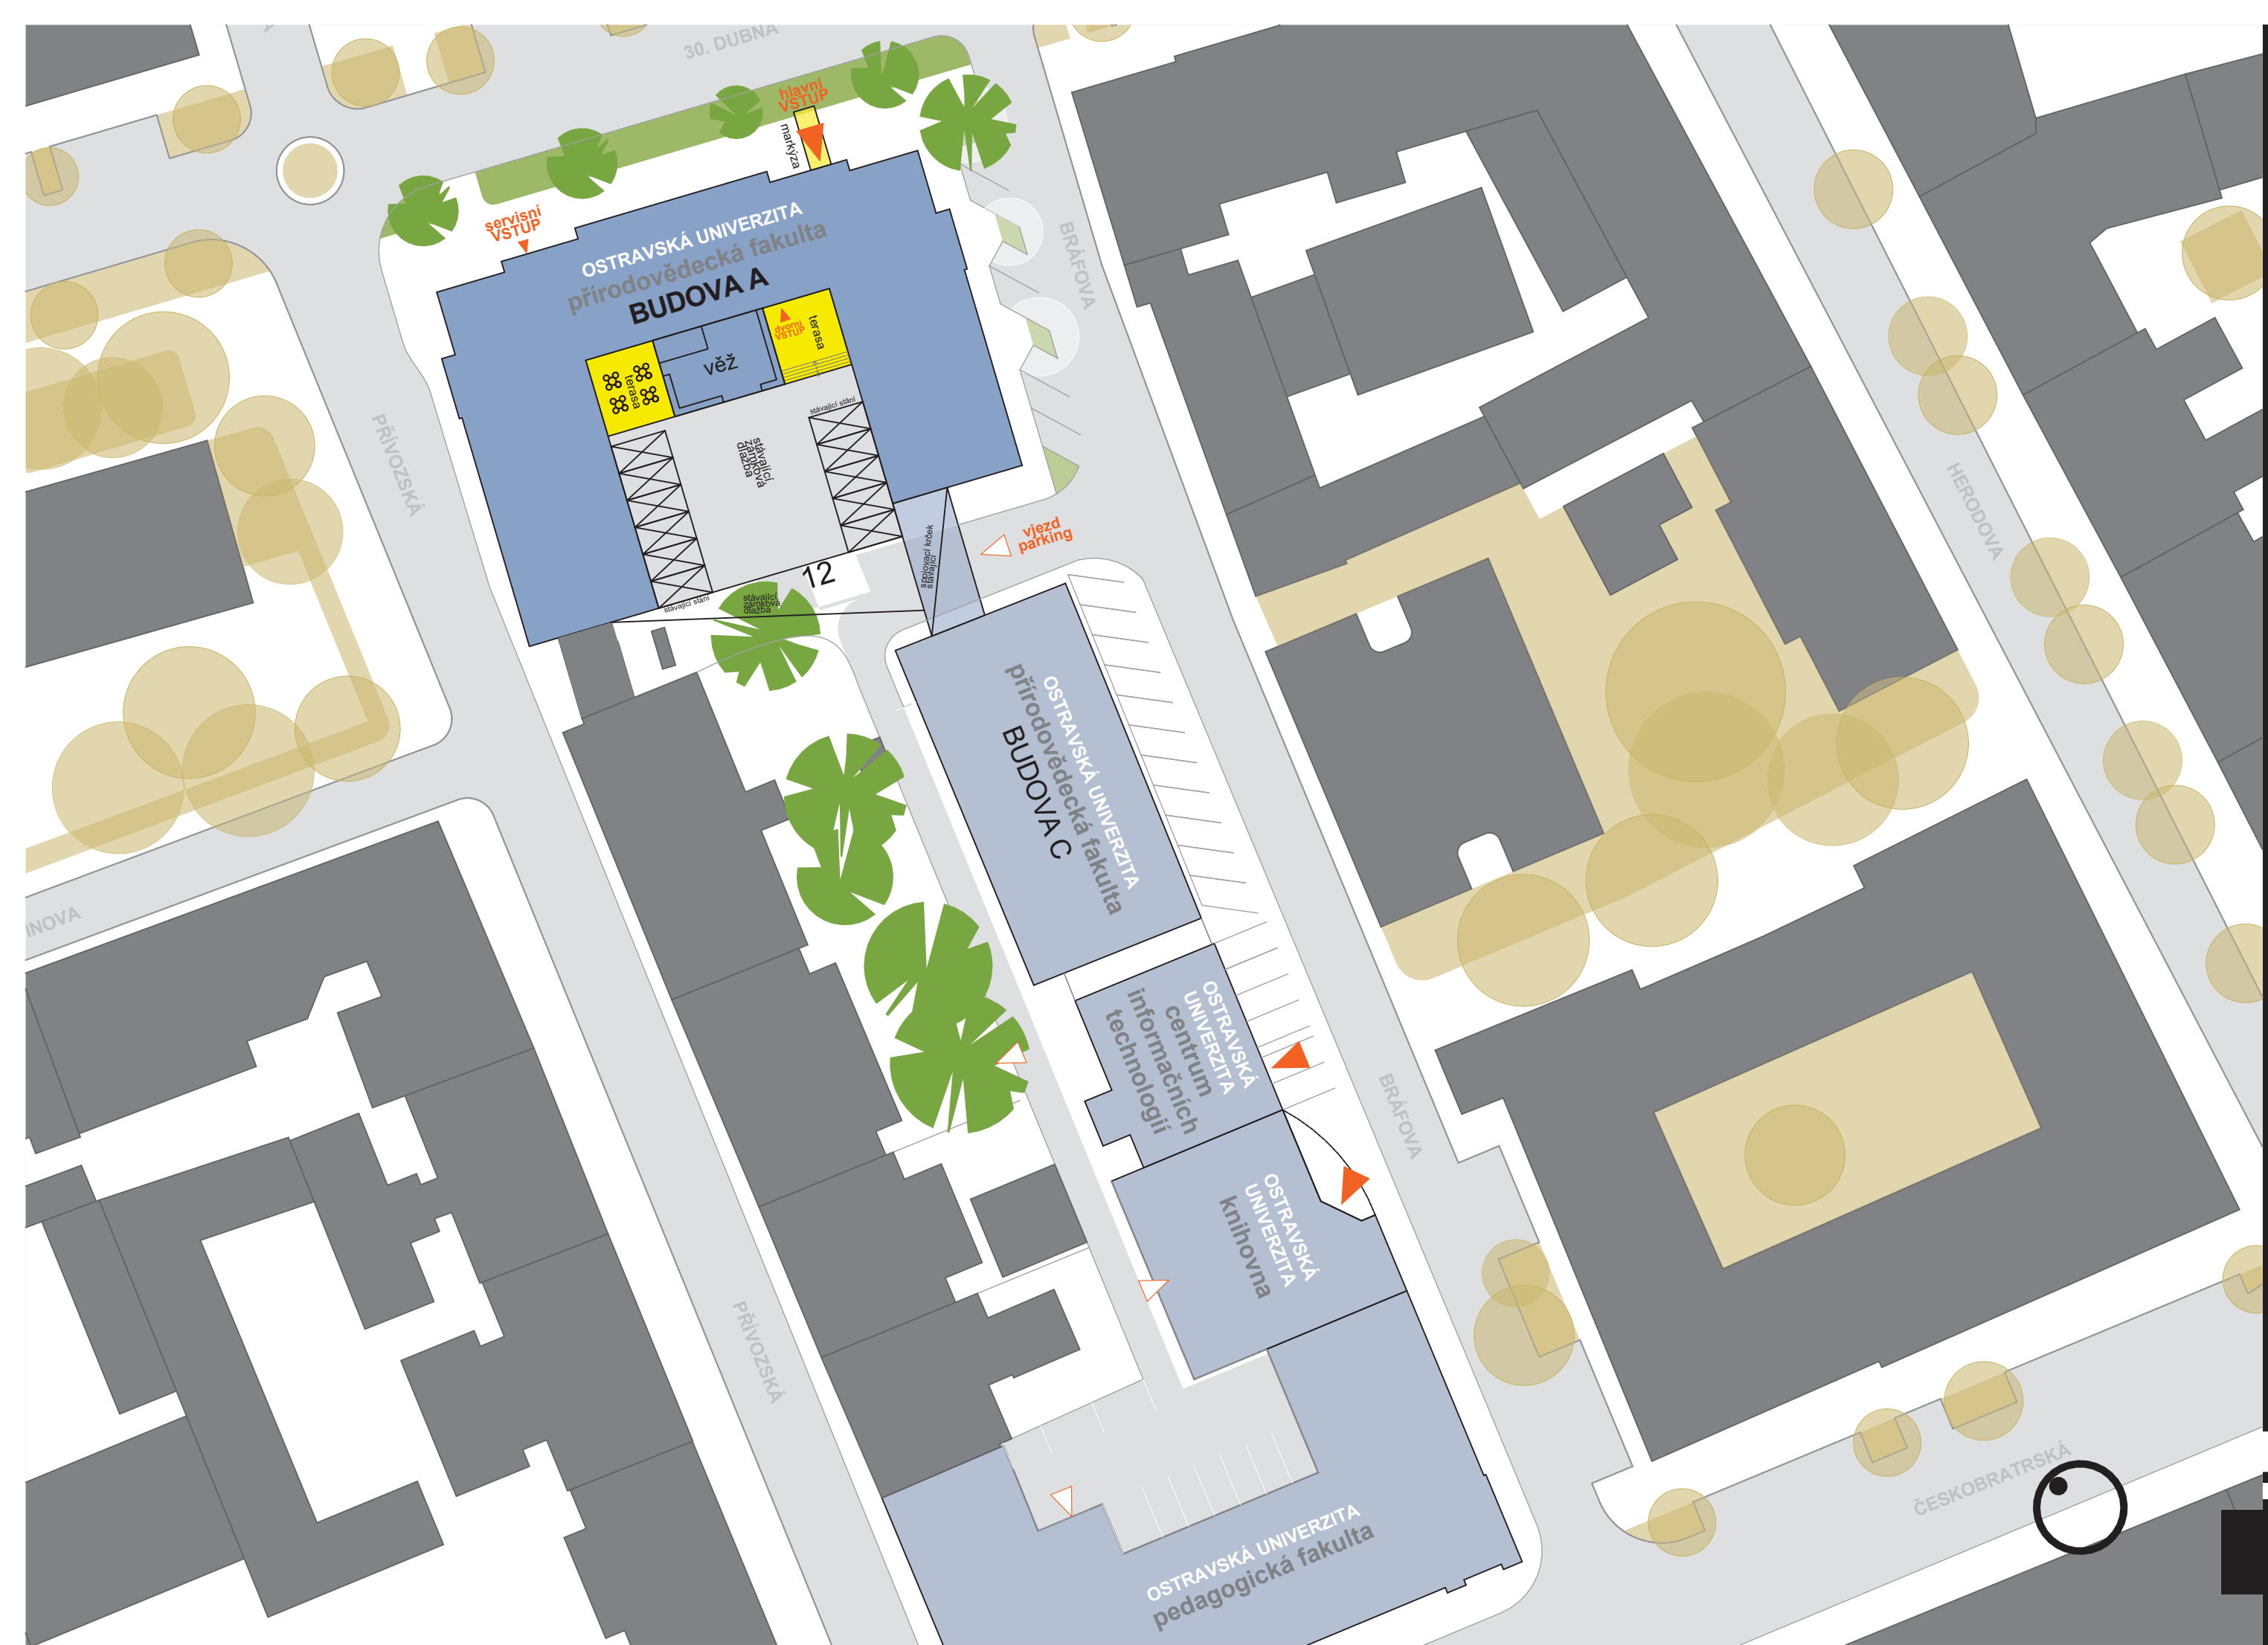 30. DUBNA
hlavní
VSTUP
markýza
servisní
VSTUP
OSTRAVSKÁ UNIVERZITA
přírodovědecká fakulta
BUDOVA A
BRÁFOVA
dvorní
VSTUP
terasa
věž
terasa
stávající stání
stávající
zámková
dlažba
PŘÍVOZSKÁ
HERODOVA
vjezd
parking
spojovací krček
stávající
12
stávající
zámková
dlažba
stávající stání
OSTRAVSKÁ UNIVERZITA
přírodovědecká fakulta
BUDOVA C
INOVA
OSTRAVSKÁ
UNIVERZITA
centrum
informačních
technologií
BRÁFOVA
OSTRAVSKÁ
UNIVERZITA
knihovna
PŘÍVOZSKÁ
ČESKOBRATRSKÁ
OSTRAVSKÁ UNIVERZITA
pedagogická fakulta